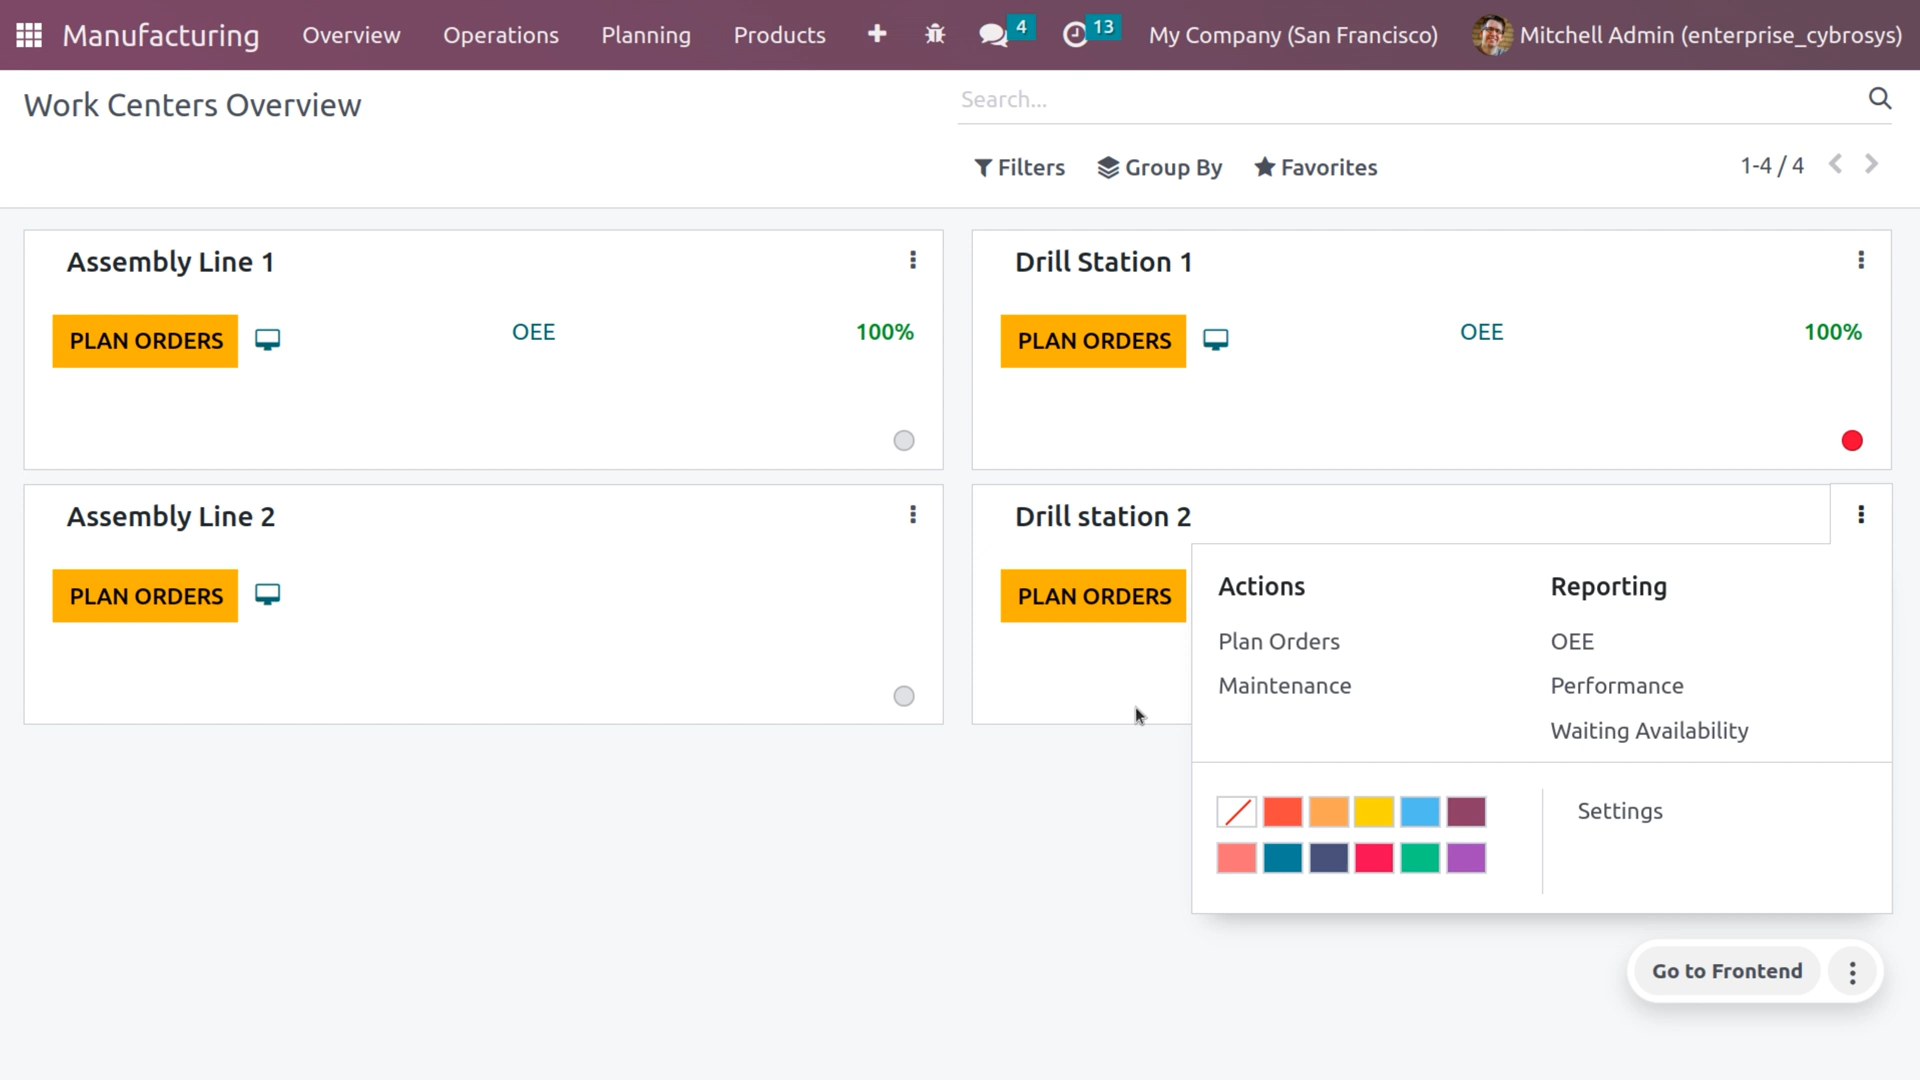 Manufacturing Overview Operations Planning Products 4 13 My Company (San Francisco) Mitchell Admin (enterprise_cybrosys)
Work Centers Overview
Search...
Filters Group By Favorites 1-4 / 4
Assembly Line 1
PLAN ORDERS OEE 100%
Drill Station 1
PLAN ORDERS OEE 100%
Assembly Line 2
PLAN ORDERS
Drill station 2
PLAN ORDERS
Actions
Plan Orders
Maintenance
Reporting
OEE
Performance
Waiting Availability
Settings
Go to Frontend